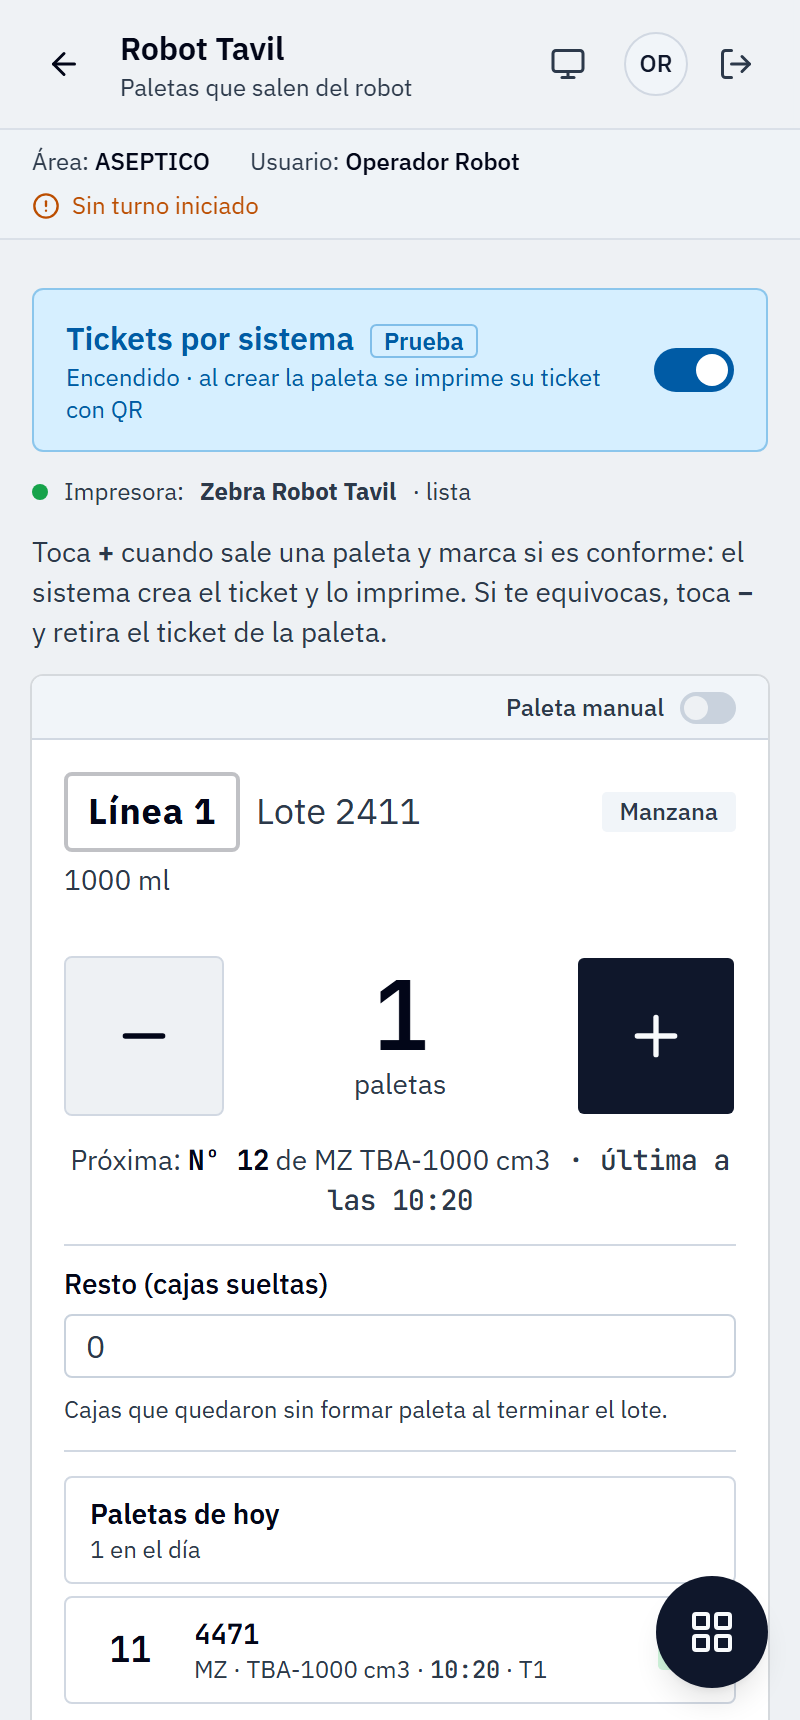 Robot Tavil
Paletas que salen del robot
OR
Área: ASEPTICO Usuario: Operador Robot
Sin turno iniciado
Tickets por sistema Prueba
Encendido · al crear la paleta se imprime su ticket
con QR
Impresora: Zebra Robot Tavil · lista
Toca + cuando sale una paleta y marca si es conforme: el
sistema crea el ticket y lo imprime. Si te equivocas, toca −
y retira el ticket de la paleta.
Paleta manual
Línea 1 Lote 2411 Manzana
1000 ml
− 1 +
paletas
Próxima: Nº 12 de MZ TBA-1000 cm3 · última a
las 10:20
Resto (cajas sueltas)
0
Cajas que quedaron sin formar paleta al terminar el lote.
Paletas de hoy
1 en el día
11 4471
MZ · TBA-1000 cm3 · 10:20 · T1